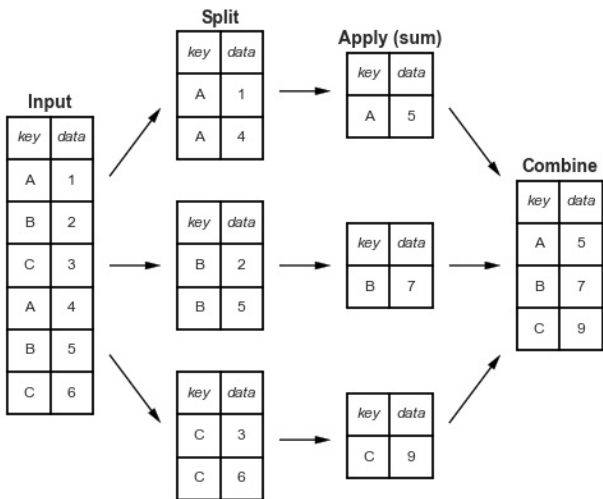 Input
key data
A 1
B 2
C 3
A 4
B 5
C 6
Split
key data
A 1
A 4
key data
B 2
B 5
key data
C 3
C 6
Apply (sum)
key data
A 5
key data
B 7
key data
C 9
Combine
key data
A 5
B 7
C 9